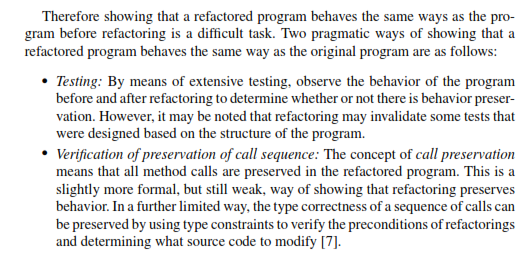 Therefore showing that a refactored program behaves the same ways as the pro-
gram before refactoring is a difficult task. Two pragmatic ways of showing that a
refactored program behaves the same way as the original program are as follows:
• Testing: By means of extensive testing, observe the behavior of the program
before and after refactoring to determine whether or not there is behavior preser-
vation. However, it may be noted that refactoring may invalidate some tests that
were designed based on the structure of the program.
• Verification of preservation of call sequence: The concept of call preservation
means that all method calls are preserved in the refactored program. This is a
slightly more formal, but still weak, way of showing that refactoring preserves
behavior. In a further limited way, the type correctness of a sequence of calls can
be preserved by using type constraints to verify the preconditions of refactorings
and determining what source code to modify [7].